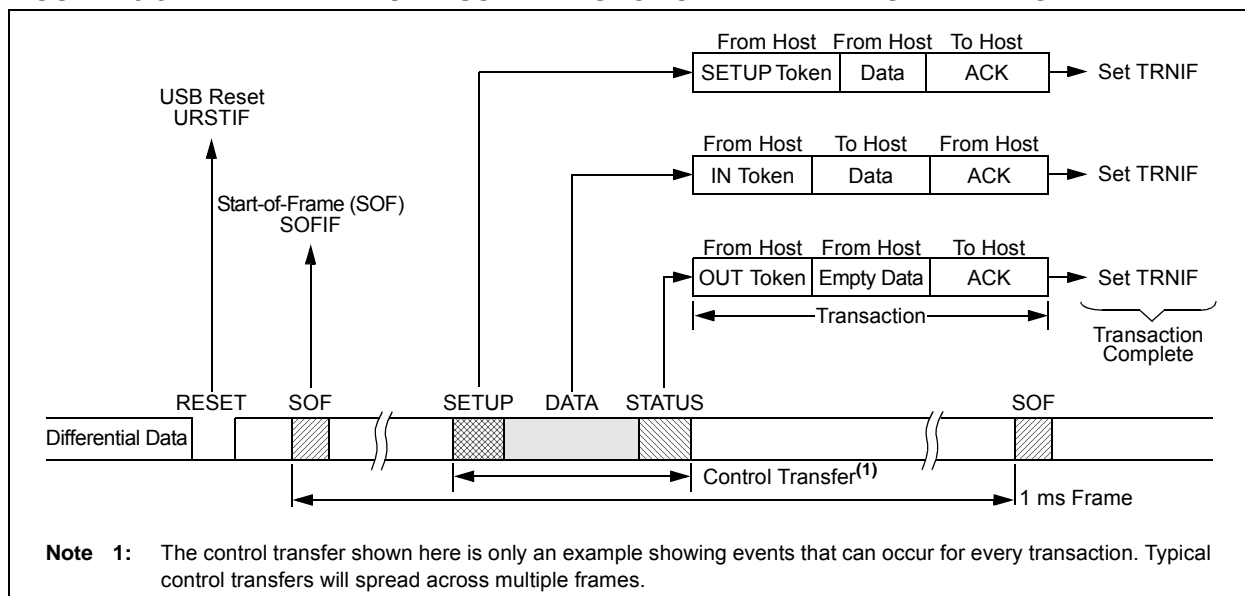 From Host From Host To Host
SETUP Token Data ACK Set TRNIF
USB Reset
URSTIF
From Host To Host From Host
IN Token Data ACK Set TRNIF
Start-of-Frame (SOF)
SOFIF
From Host From Host To Host
OUT Token Empty Data ACK Set TRNIF
Transaction
Transaction
Complete
RESET SOF SETUP DATA STATUS SOF
Differential Data
Control Transfer(1)
1 ms Frame
Note 1: The control transfer shown here is only an example showing events that can occur for every transaction. Typical
control transfers will spread across multiple frames.